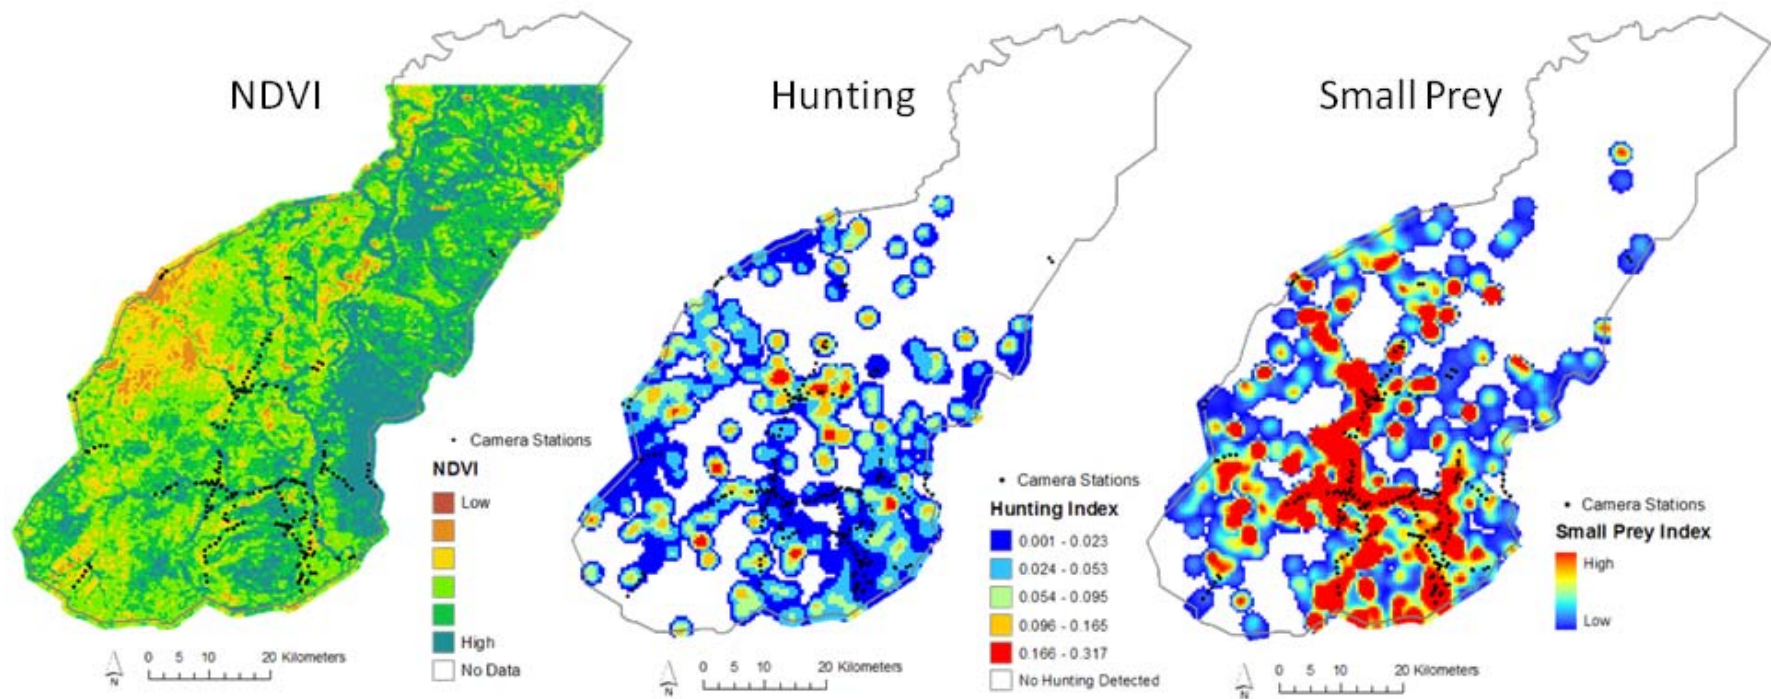 NDVI
Camera Stations
NDVI
Low
High
No Data
N
0 5 10 20 Kilometers
Hunting
Camera Stations
Hunting Index
0.001 - 0.023
0.024 - 0.053
0.054 - 0.095
0.096 - 0.165
0.166 - 0.317
No Hunting Detected
N
0 5 10 20 Kilometers
Small Prey
Camera Stations
Small Prey Index
High
Low
N
0 5 10 20 Kilometers